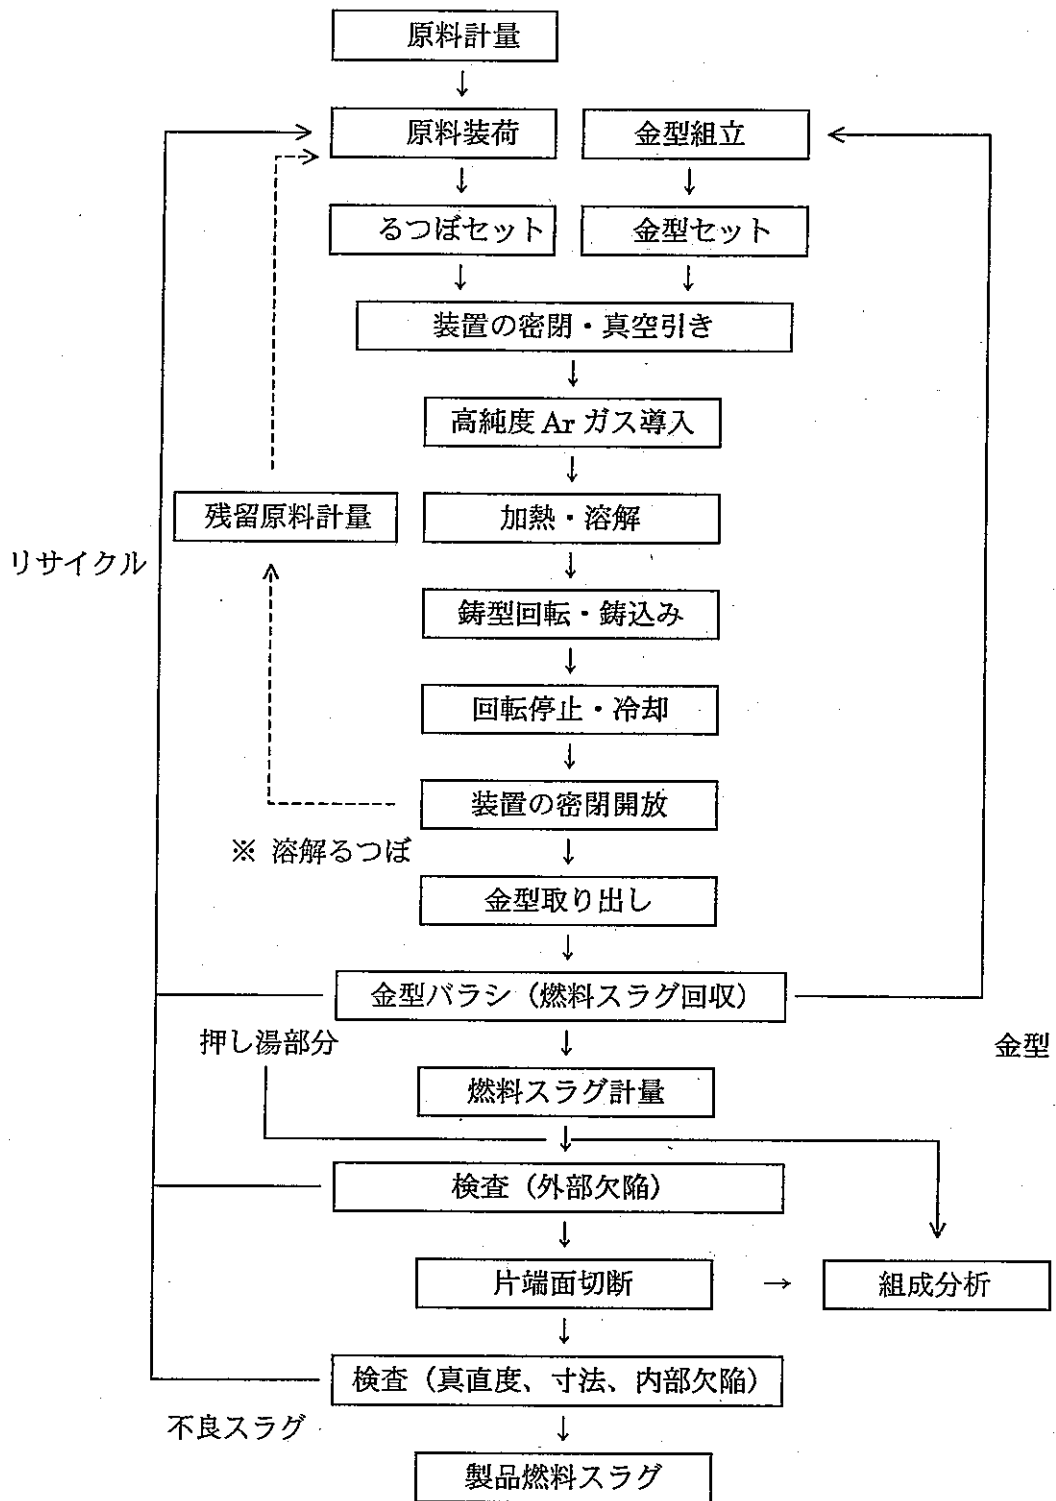 原料計量
原料装荷
金型組立
るつぼセット
金型セット
装置の密閉・真空引き
高純度 Ar ガス導入
残留原料計量
加熱・溶解
リサイクル
鋳型回転・鋳込み
回転停止・冷却
装置の密閉開放
※ 溶解るつぼ
金型取り出し
金型バラシ（燃料スラグ回収）
押し湯部分
金型
燃料スラグ計量
検査（外部欠陥）
片端面切断
組成分析
検査（真直度、寸法、内部欠陥）
不良スラグ
製品燃料スラグ